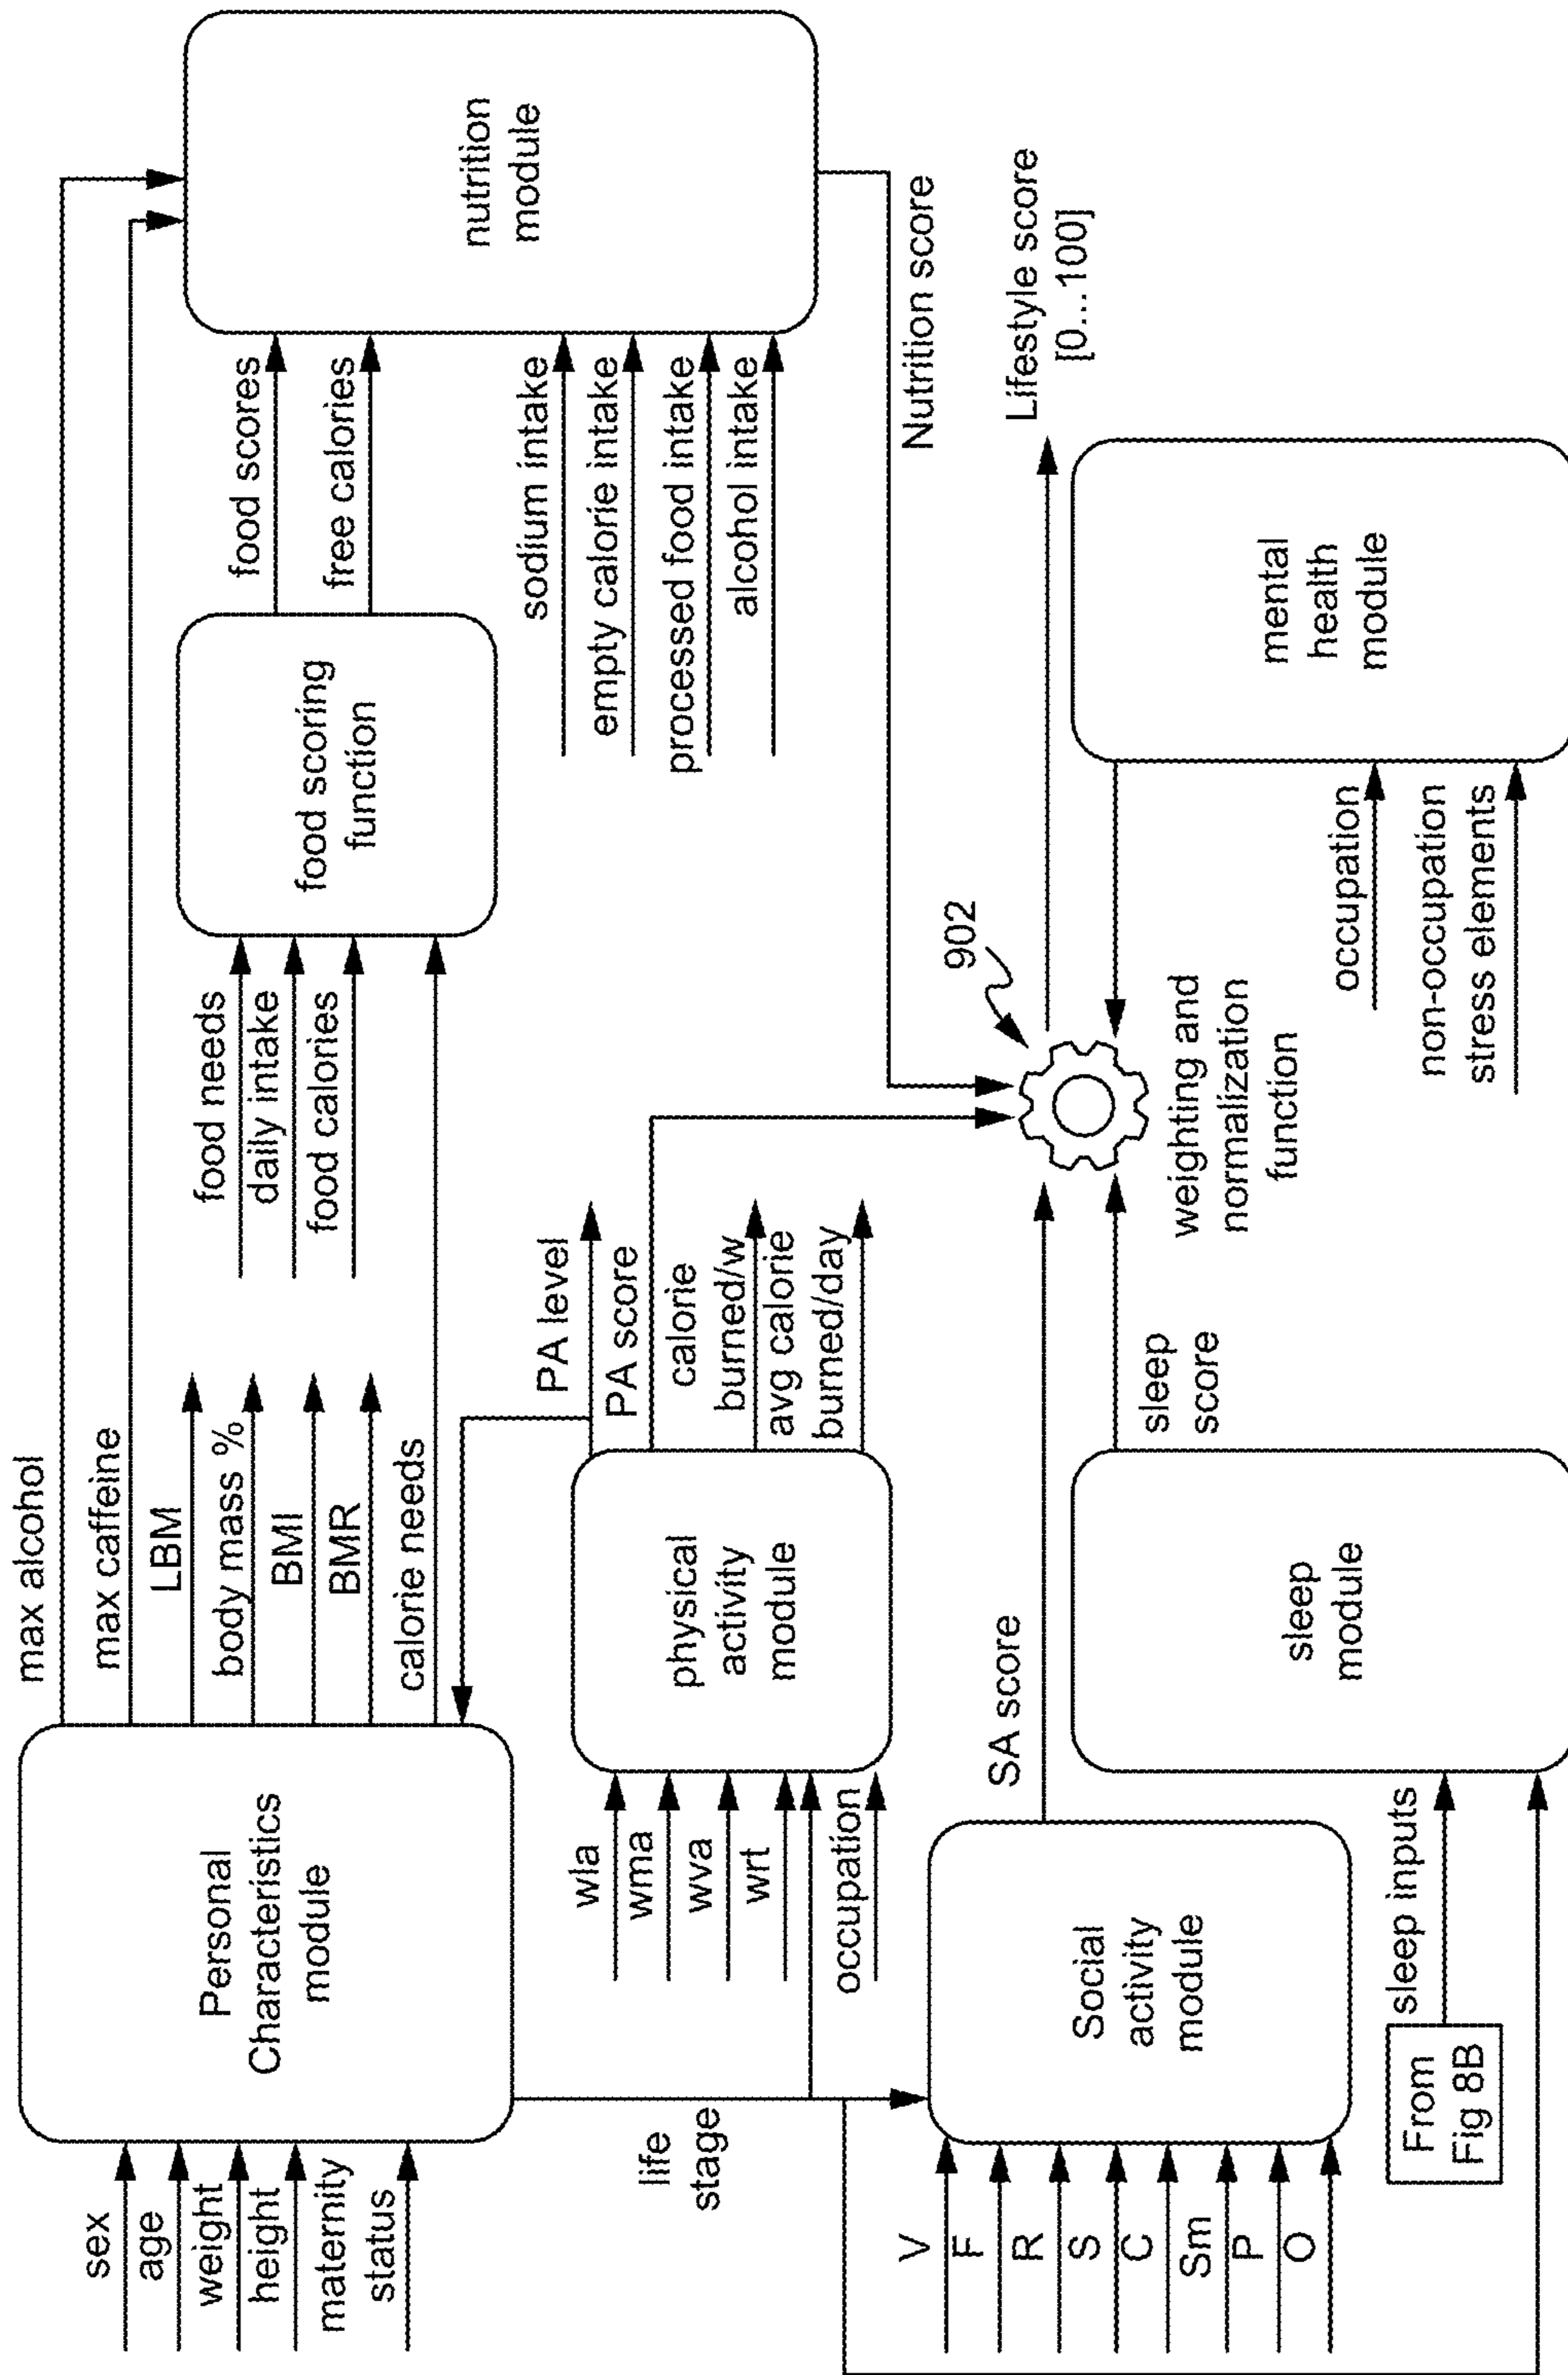 sex
age
weight
height
maternity
status
Personal
Characteristics
module
max alcohol
max caffeine
LBM
body mass %
BMI
BMR
calorie needs
food needs
daily intake
food calories
food scoring
function
food scores
free calories
sodium intake
empty calorie intake
processed food intake
alcohol intake
nutrition
module
Nutrition score
life
stage
wla
wma
wva
wrt
occupation
physical
activity
module
PA level
PA score
calorie
burned/w
avg calorie
burned/day
V
F
R
S
C
Sm
P
O
Social
activity
module
SA score
From
Fig 8B
sleep inputs
sleep
module
sleep
score
902
weighting and
normalization
function
Lifestyle score
[0...100]
occupation
non-occupation
stress elements
mental
health
module